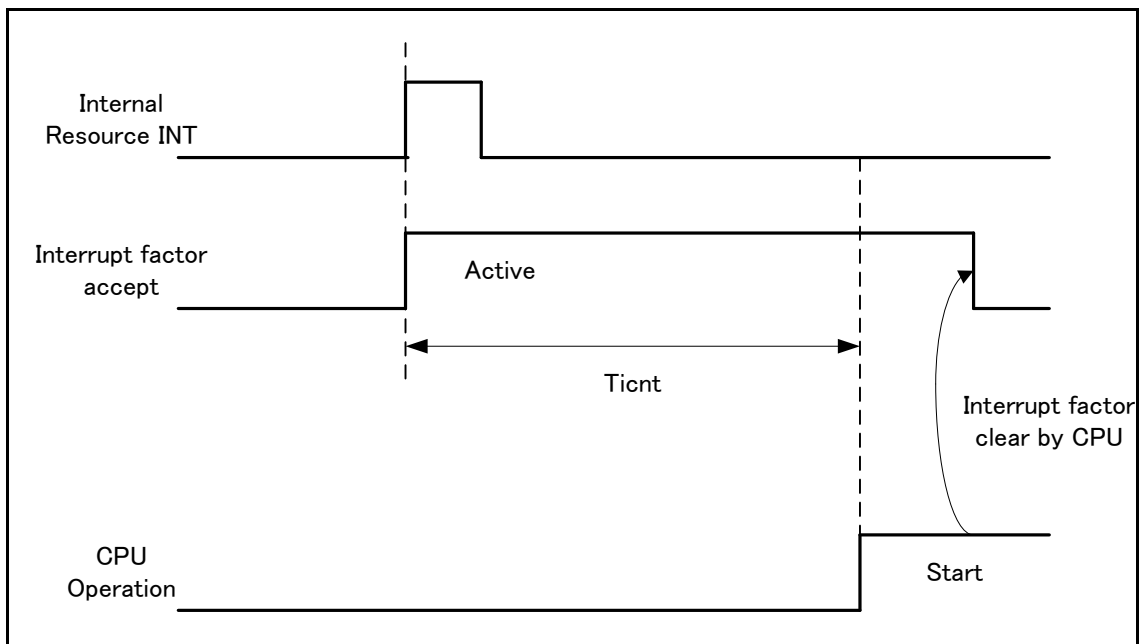 Internal
Resource INT
Interrupt factor
accept
Active
Ticnt
Interrupt factor
clear by CPU
CPU
Operation
Start